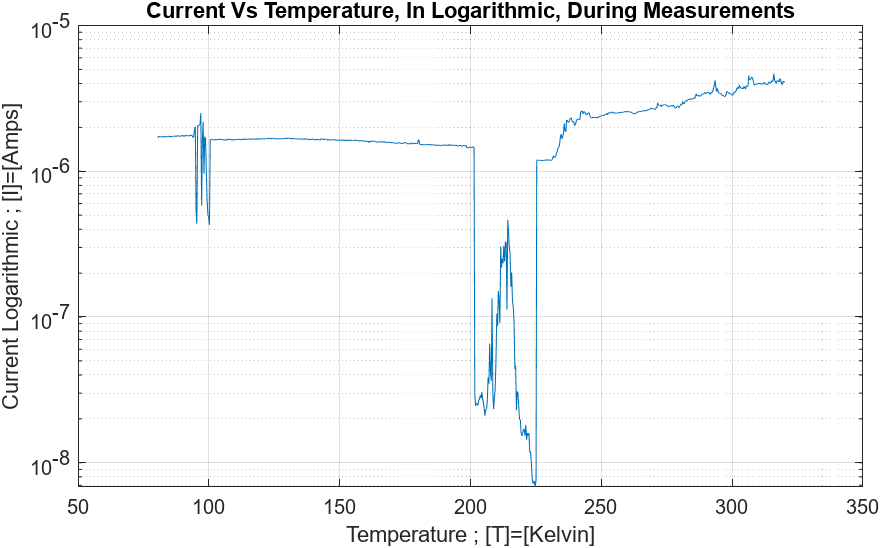 Current Vs Temperature, In Logarithmic, During Measurements
10-5
10-6
10-7
10-8
Current Logarithmic ; [I]=[Amps]
50 100 150 200 250 300 350
Temperature ; [T]=[Kelvin]